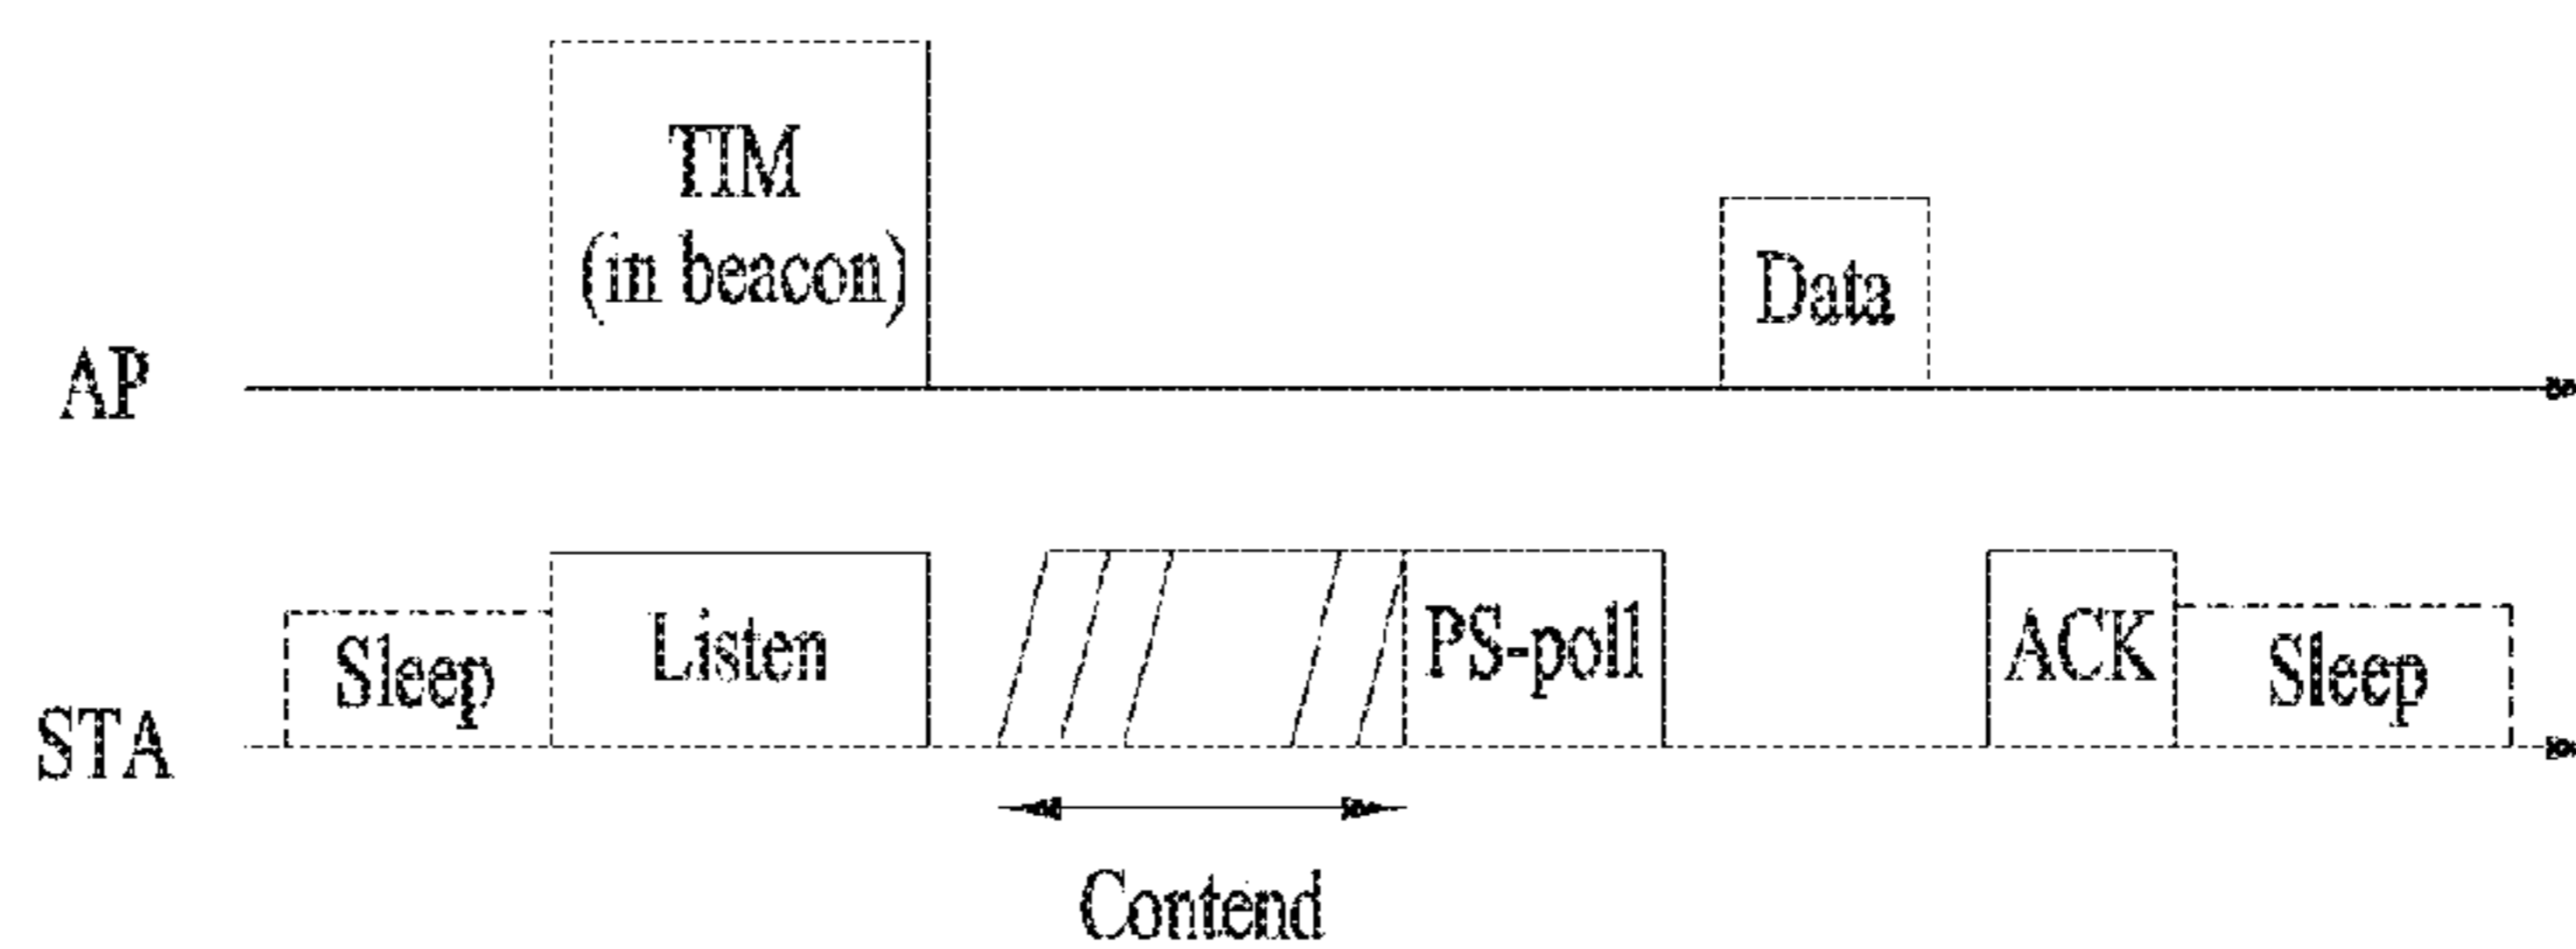 TIM
(in beacon)
Data
AP
Sleep
Listen
PS-poll
ACK
Sleep
STA
Contend